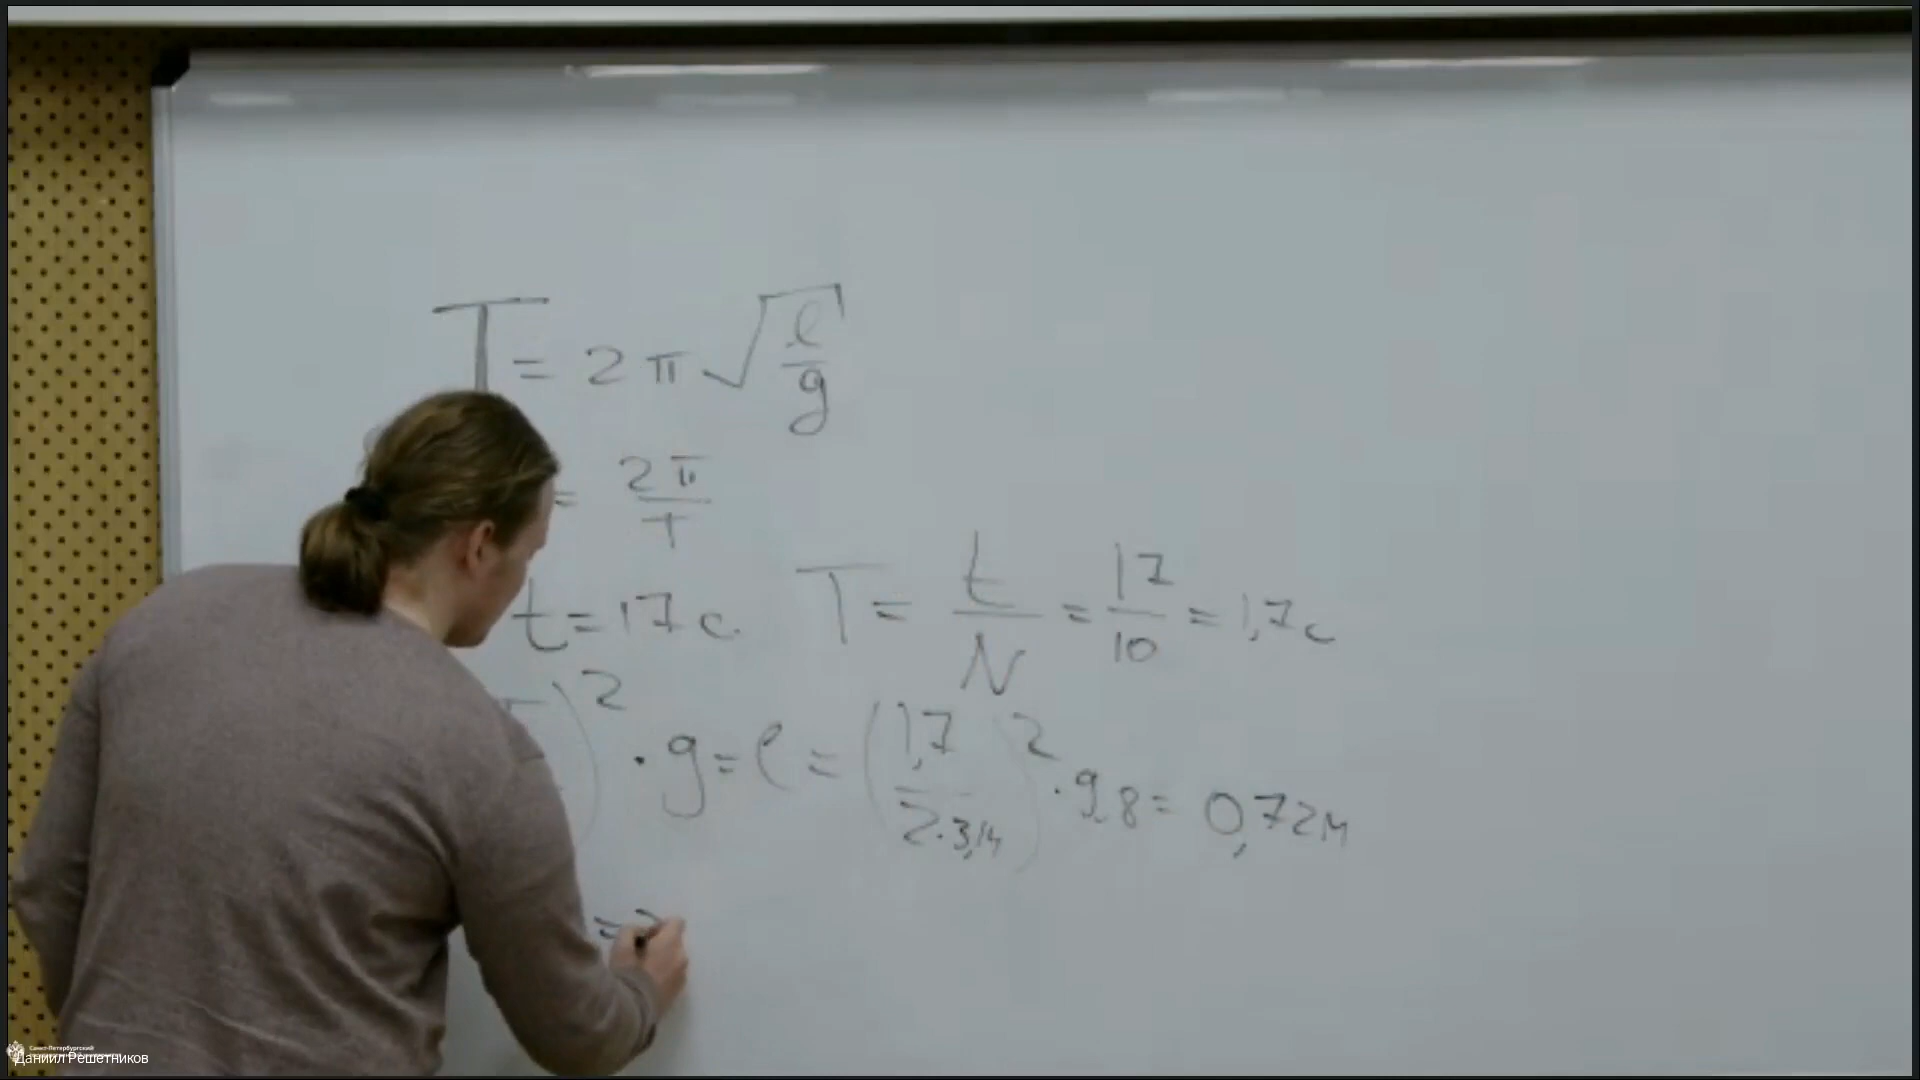 T = 2π√(l/g)
= 2π/T
t = 17 с. T = t/N = 17/10 = 1,7 с
)² · g = l = (1,7/2·3,14)² · 9,8 = 0,72 м
=
Санкт-Петербургский
Даниил Решетников